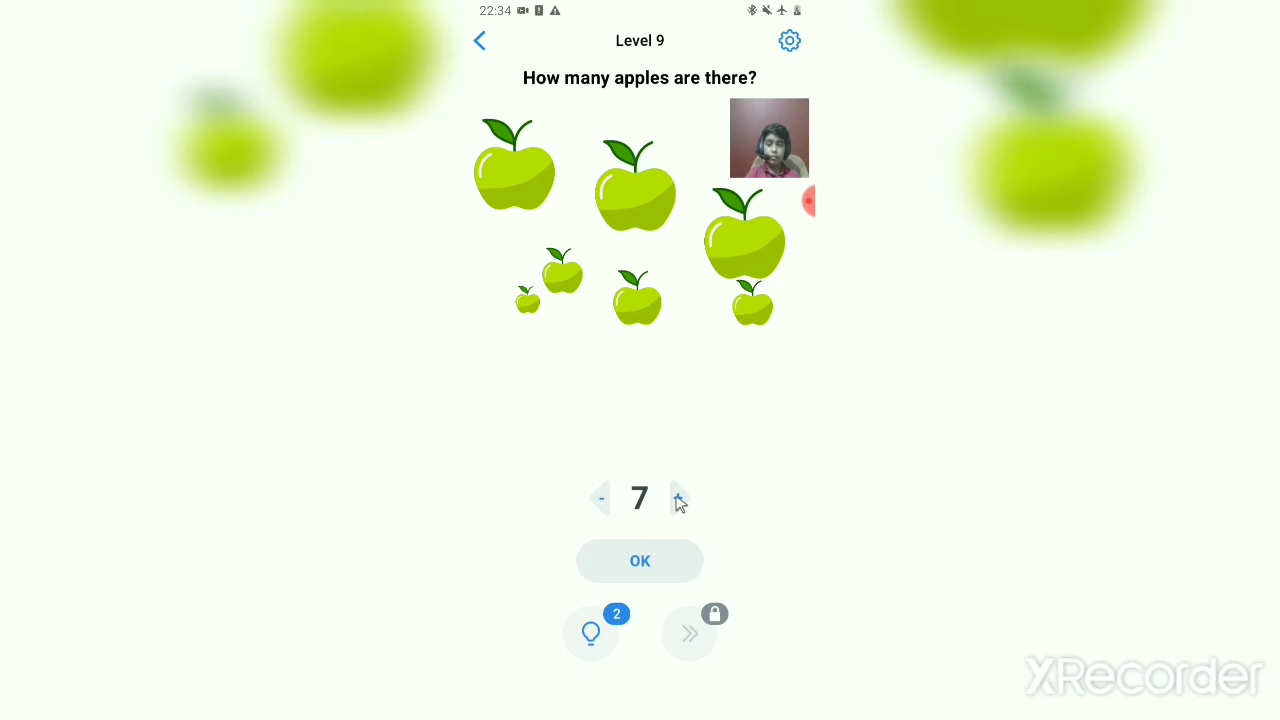 22:34
Level 9
How many apples are there?
- 7 +
OK
2
XRecorder